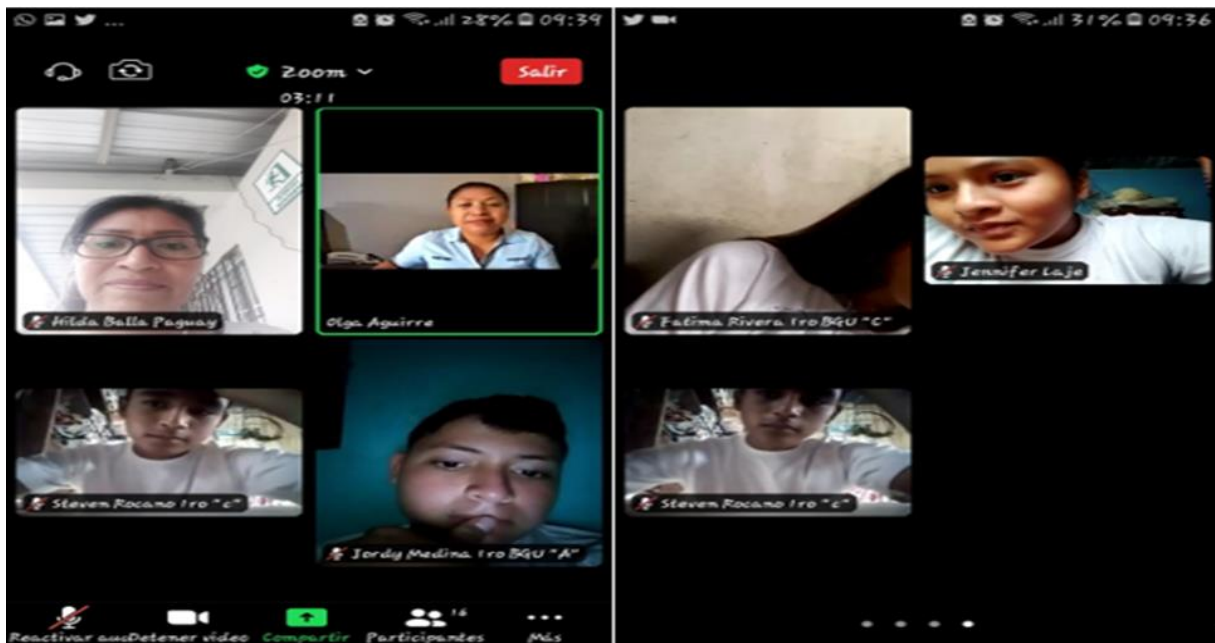 28% 09:39
Zoom
Salir
03:11
Hilda Balla Paguay
Olga Aguirre
Steven Rocano 1ro "c"
Jordy Medina 1ro BGU "A"
Reactivar aud
Detener video
Compartir
Participantes
16
Más
31% 09:36
Fatima Rivera 1ro BGU "C"
Jennifer Laje
Steven Rocano 1ro "c"